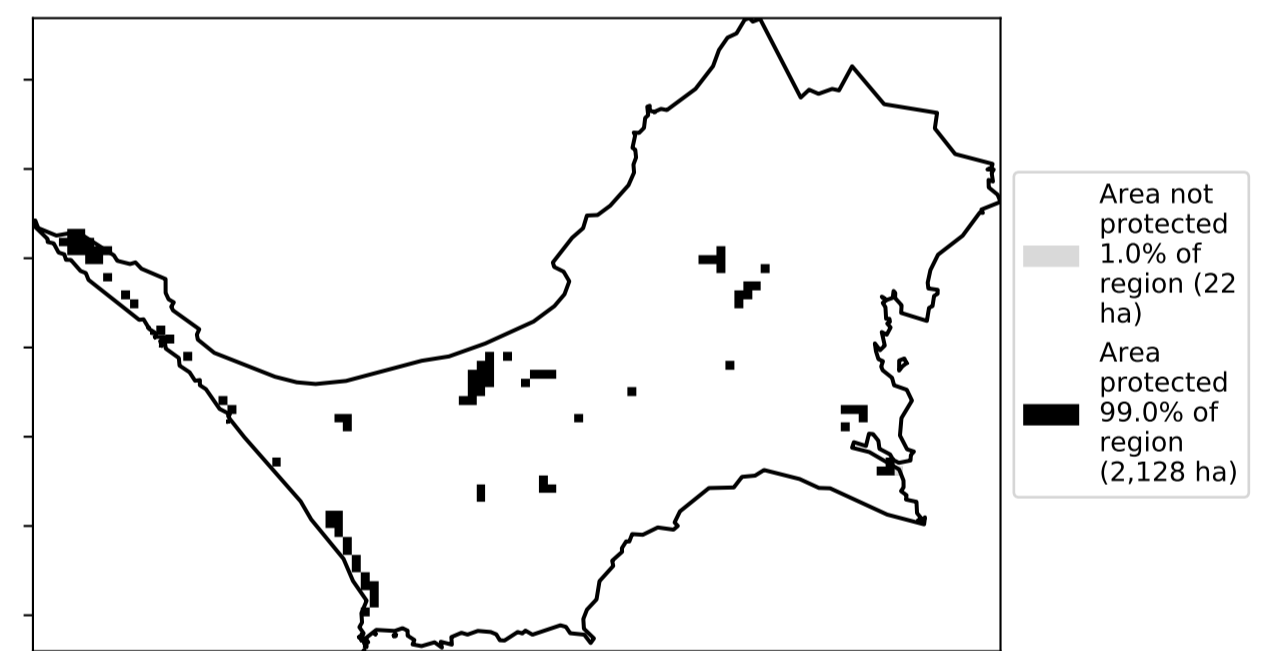 Area not
protected
1.0% of
region (22
ha)
Area
protected
99.0% of
region
(2,128 ha)